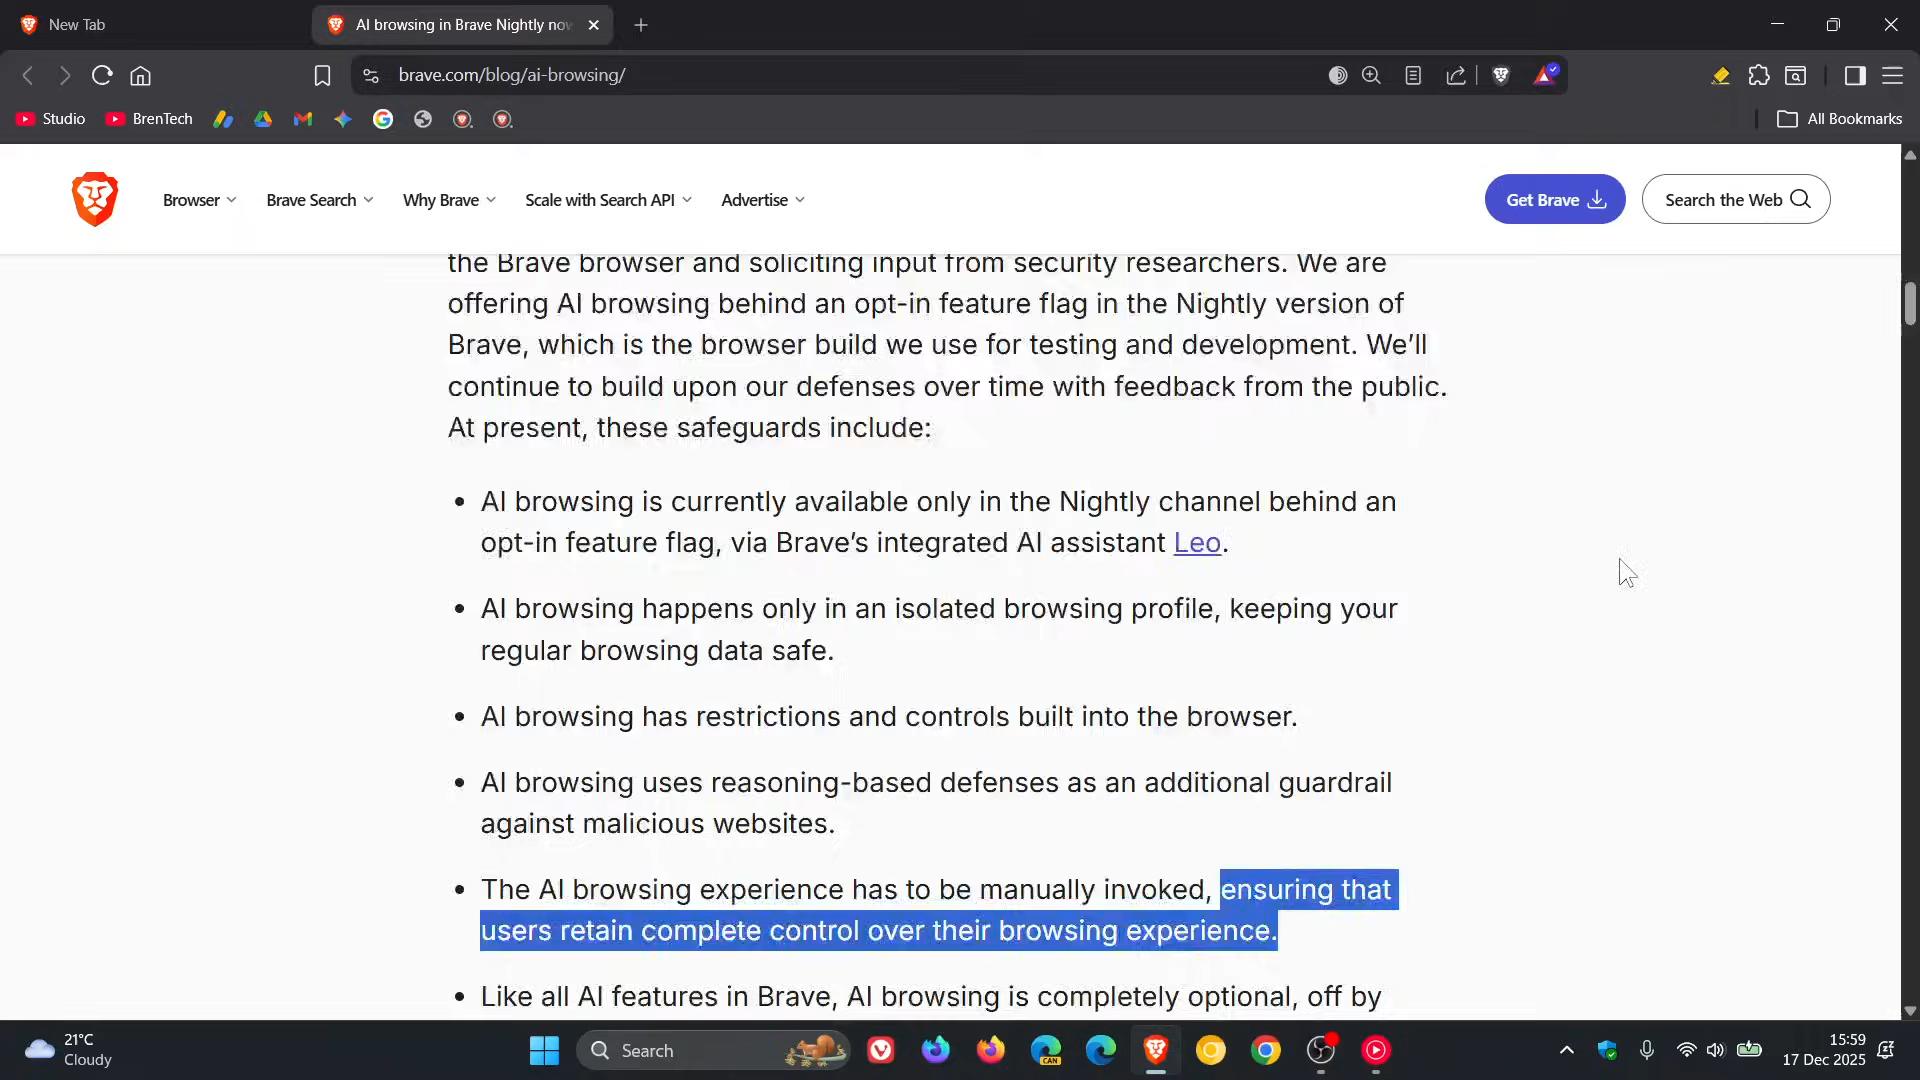 New Tab
AI browsing in Brave Nightly now
brave.com/blog/ai-browsing/
Studio
BrenTech
All Bookmarks
Browser
Brave Search
Why Brave
Scale with Search API
Advertise
Get Brave
Search the Web
the Brave browser and soliciting input from security researchers. We are
offering AI browsing behind an opt-in feature flag in the Nightly version of
Brave, which is the browser build we use for testing and development. We’ll
continue to build upon our defenses over time with feedback from the public.
At present, these safeguards include:
• AI browsing is currently available only in the Nightly channel behind an
opt-in feature flag, via Brave’s integrated AI assistant Leo.
• AI browsing happens only in an isolated browsing profile, keeping your
regular browsing data safe.
• AI browsing has restrictions and controls built into the browser.
• AI browsing uses reasoning-based defenses as an additional guardrail
against malicious websites.
• The AI browsing experience has to be manually invoked, ensuring that
users retain complete control over their browsing experience.
• Like all AI features in Brave, AI browsing is completely optional, off by
21°C
Cloudy
Search
CAN
15:59
17 Dec 2025